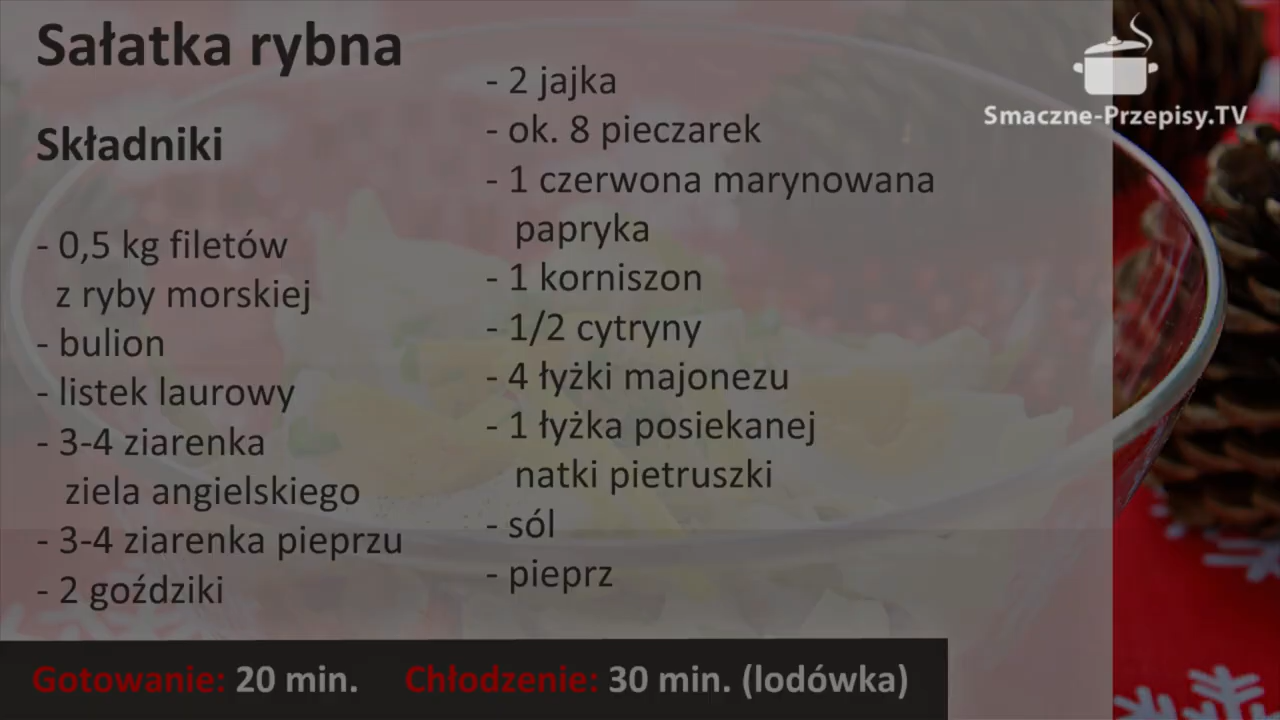 Sałatka rybna
Składniki
- 0,5 kg filetów
z ryby morskiej
- bulion
- listek laurowy
- 3-4 ziarenka
ziela angielskiego
- 3-4 ziarenka pieprzu
- 2 goździki
- 2 jajka
- ok. 8 pieczarek
- 1 czerwona marynowana
papryka
- 1 korniszon
- 1/2 cytryny
- 4 łyżki majonezu
- 1 łyżka posiekanej
natki pietruszki
- sól
- pieprz
Smaczne-Przepisy.TV
Gotowanie: 20 min. Chłodzenie: 30 min. (lodówka)